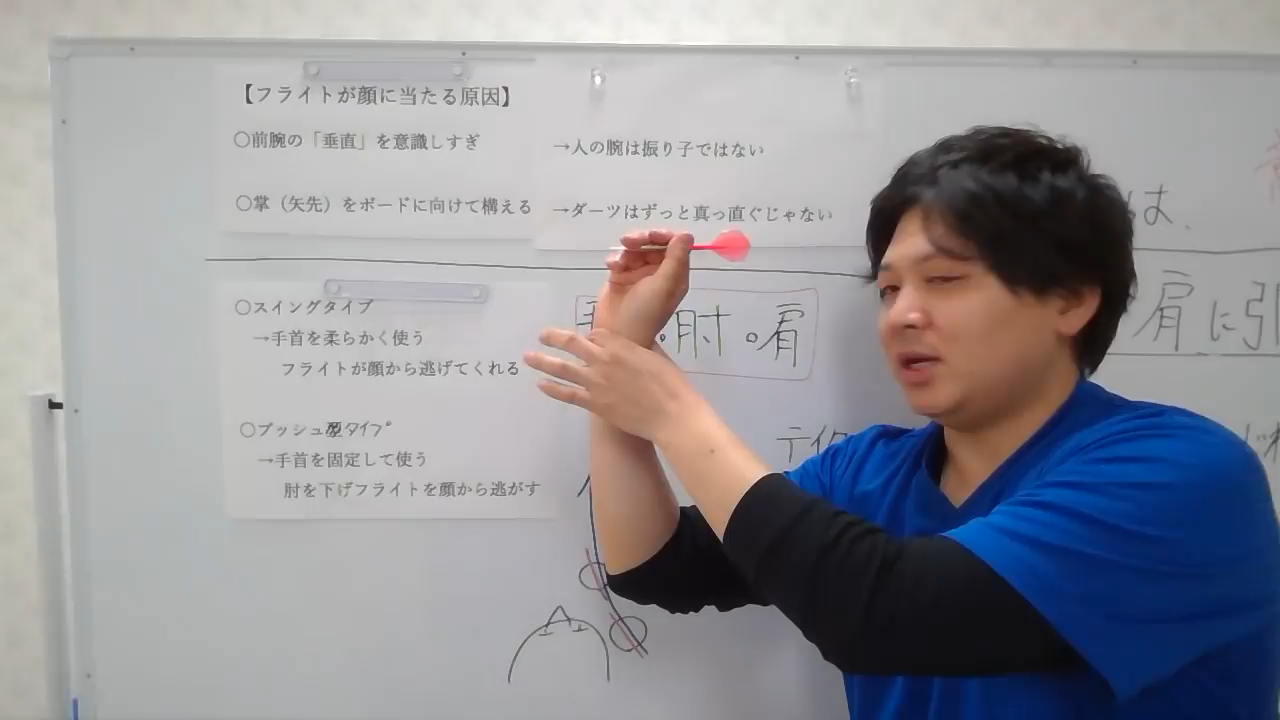 【フライトが顔に当たる原因】
○前腕の「垂直」を意識しすぎ
→人の腕は振り子ではない
○掌（矢先）をボードに向けて構える
→ダーツはずっと真っ直ぐじゃない
○スイングタイプ
→手首を柔らかく使う
フライトが顔から逃げてくれる
○プッシュ型タイプ
→手首を固定して使う
肘を下げフライトを顔から逃がす
。肘。肩
は、
肩に引